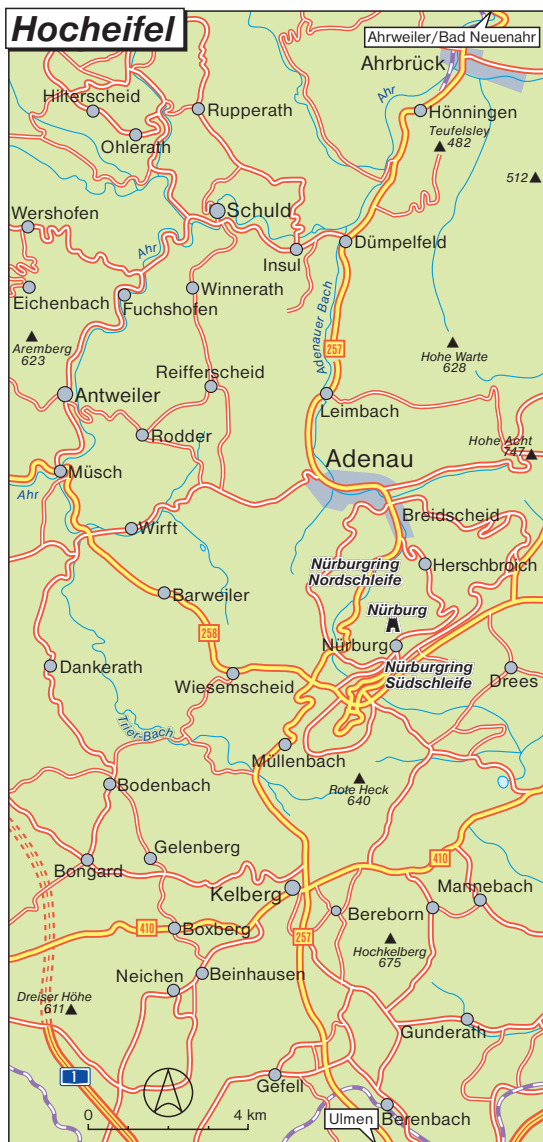 Hocheifel
Ahrweiler/Bad Neuenahr
Ahrbrück
Hilterscheid
Rupperath
Ahr
Hönningen
Ohlerath
Teufelsley
482
512
Wershofen
Schuld
Dümpelfeld
Ahr
Insul
Eichenbach
Fuchshofen
Winnerath
Adenauer Bach
Aremberg
623
257
Hohe Warte
628
Reifferscheid
Antweiler
Leimbach
Rodder
Adenau
Hohe Acht
747
Müsch
Ahr
Breidscheid
Wirft
Nürburgring
Nordschleife
Herschbroich
Barweiler
Nürburg
258
Nürburg
Dankerath
Wiesemscheid
Nürburgring
Südschleife
Drees
Trier-Bach
Müllenbach
Bodenbach
Rote Heck
640
Gelenberg
Bongard
410
Kelberg
Mannebach
Bereborn
410
Boxberg
257
Hochkelberg
675
Neichen
Beinhausen
Dreiser Höhe
611
Gunderath
1
Gefell
0
4 km
Ulmen
Berenbach